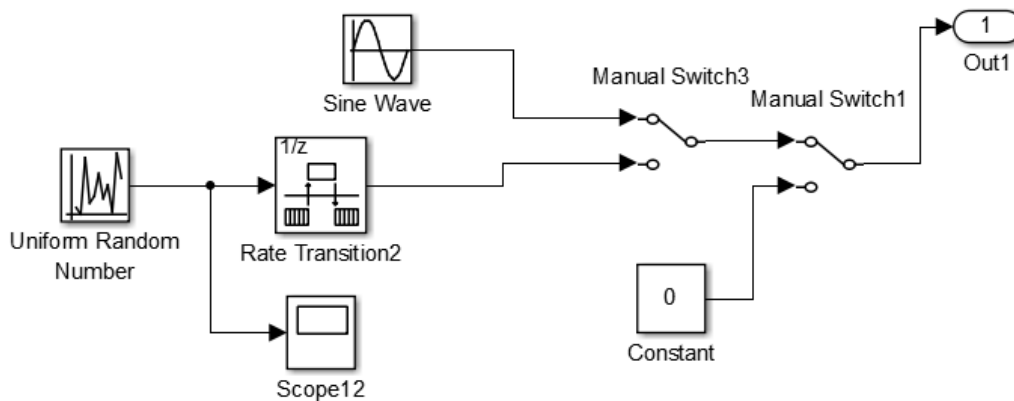 1
Out1
Sine Wave
Manual Switch3
Manual Switch1
1/z
Uniform Random
Number
Rate Transition2
0
Constant
Scope12